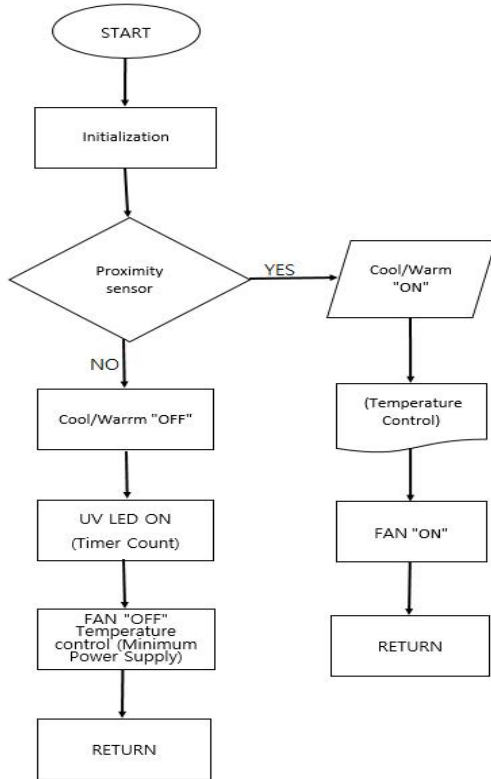 START
Initialization
Proximity
sensor
YES
Cool/Warm
"ON"
NO
Cool/Warrm "OFF"
(Temperature
Control)
UV LED ON
(Timer Count)
FAN "ON"
FAN "OFF"
Temperature
control (Minimum
Power Supply)
RETURN
RETURN